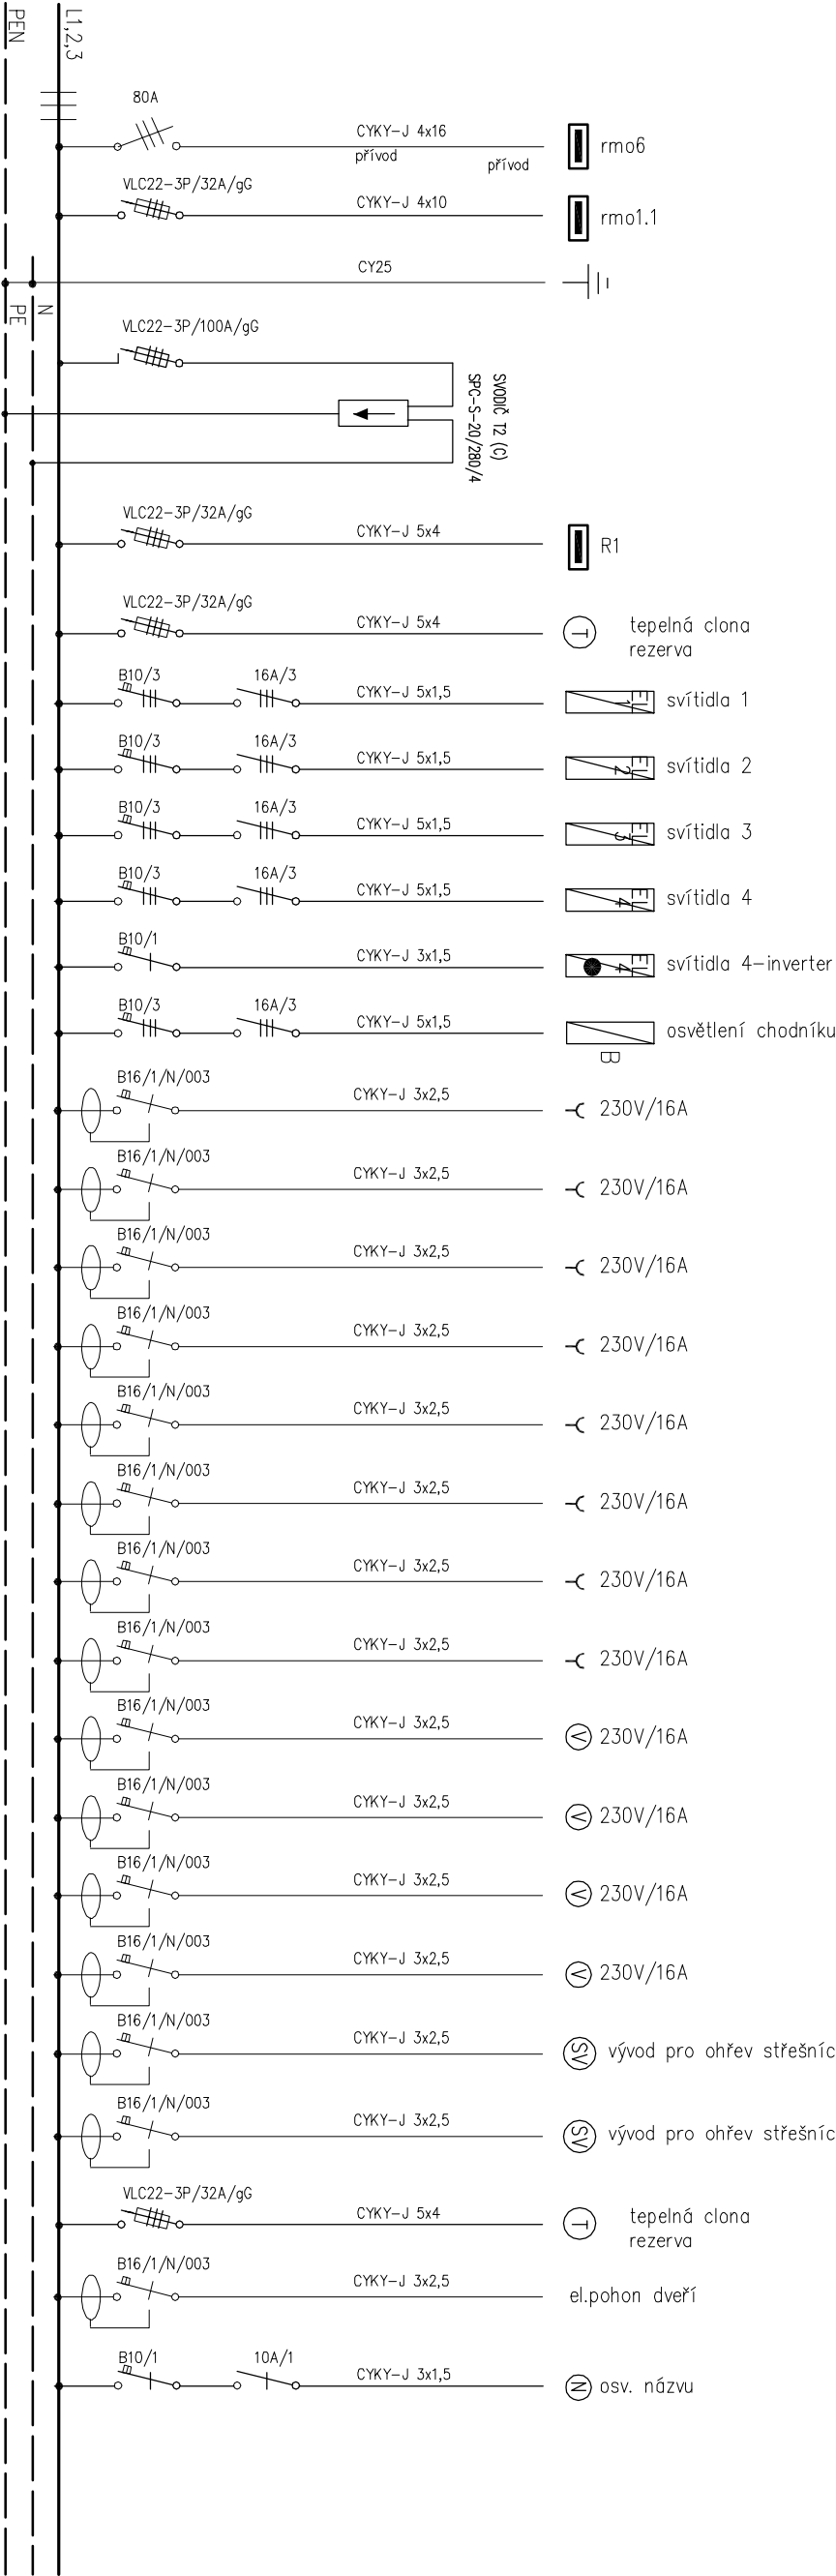 PEN
L1,2,3
80A
CYKY-J 4x16
přívod
přívod
rmo6
VLC22-3P/32A/gG
CYKY-J 4x10
rmo1.1
CY25
PE
N
VLC22-3P/100A/gG
SVODIČ T2 (C)
SPC-S-20/280/4
VLC22-3P/32A/gG
CYKY-J 5x4
R1
VLC22-3P/32A/gG
CYKY-J 5x4
T
tepelná clona
rezerva
B10/3
16A/3
CYKY-J 5x1,5
EL
1
svítidla 1
B10/3
16A/3
CYKY-J 5x1,5
EL
2
svítidla 2
B10/3
16A/3
CYKY-J 5x1,5
EL
3
svítidla 3
B10/3
16A/3
CYKY-J 5x1,5
EL
4
svítidla 4
B10/1
CYKY-J 3x1,5
EL
4
svítidla 4-inverter
B10/3
16A/3
CYKY-J 5x1,5
B
osvětlení chodníku
B16/1/N/003
CYKY-J 3x2,5
230V/16A
B16/1/N/003
CYKY-J 3x2,5
230V/16A
B16/1/N/003
CYKY-J 3x2,5
230V/16A
B16/1/N/003
CYKY-J 3x2,5
230V/16A
B16/1/N/003
CYKY-J 3x2,5
230V/16A
B16/1/N/003
CYKY-J 3x2,5
230V/16A
B16/1/N/003
CYKY-J 3x2,5
230V/16A
B16/1/N/003
CYKY-J 3x2,5
230V/16A
B16/1/N/003
CYKY-J 3x2,5
V
230V/16A
B16/1/N/003
CYKY-J 3x2,5
V
230V/16A
B16/1/N/003
CYKY-J 3x2,5
V
230V/16A
B16/1/N/003
CYKY-J 3x2,5
V
230V/16A
B16/1/N/003
CYKY-J 3x2,5
SV
vývod pro ohřev střešníc
B16/1/N/003
CYKY-J 3x2,5
SV
vývod pro ohřev střešníc
VLC22-3P/32A/gG
CYKY-J 5x4
T
tepelná clona
rezerva
B16/1/N/003
CYKY-J 3x2,5
el.pohon dveří
B10/1
10A/1
CYKY-J 3x1,5
N
osv. názvu